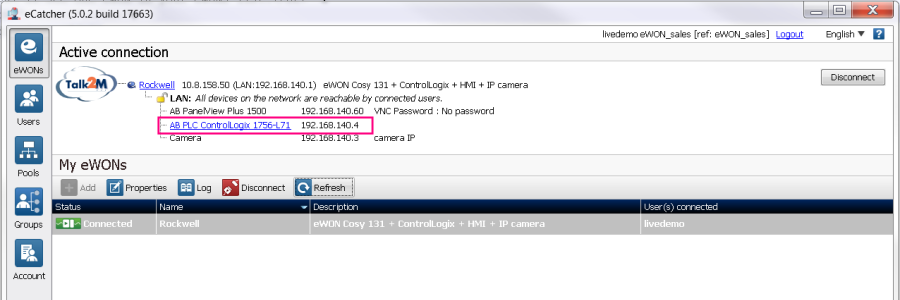 eCatcher (5.0.2 build 17663)
livedemo eWON_sales [ref: eWON_sales] Logout English ▼ ?
eWONs
Users
Pools
Groups
Account
Active connection
Disconnect
Talk2M
Rockwell 10.8.158.50 (LAN:192.168.140.1) eWON Cosy 131 + ControlLogix + HMI + IP camera
LAN: All devices on the network are reachable by connected users.
AB PanelView Plus 1500 192.168.140.60 VNC Password : No password
AB PLC ControlLogix 1756-L71 192.168.140.4
Camera 192.168.140.3 camera IP
My eWONs
Add Properties Log Disconnect Refresh
Status Name Description User(s) connected
Connected Rockwell eWON Cosy 131 + ControlLogix + HMI + IP camera livedemo